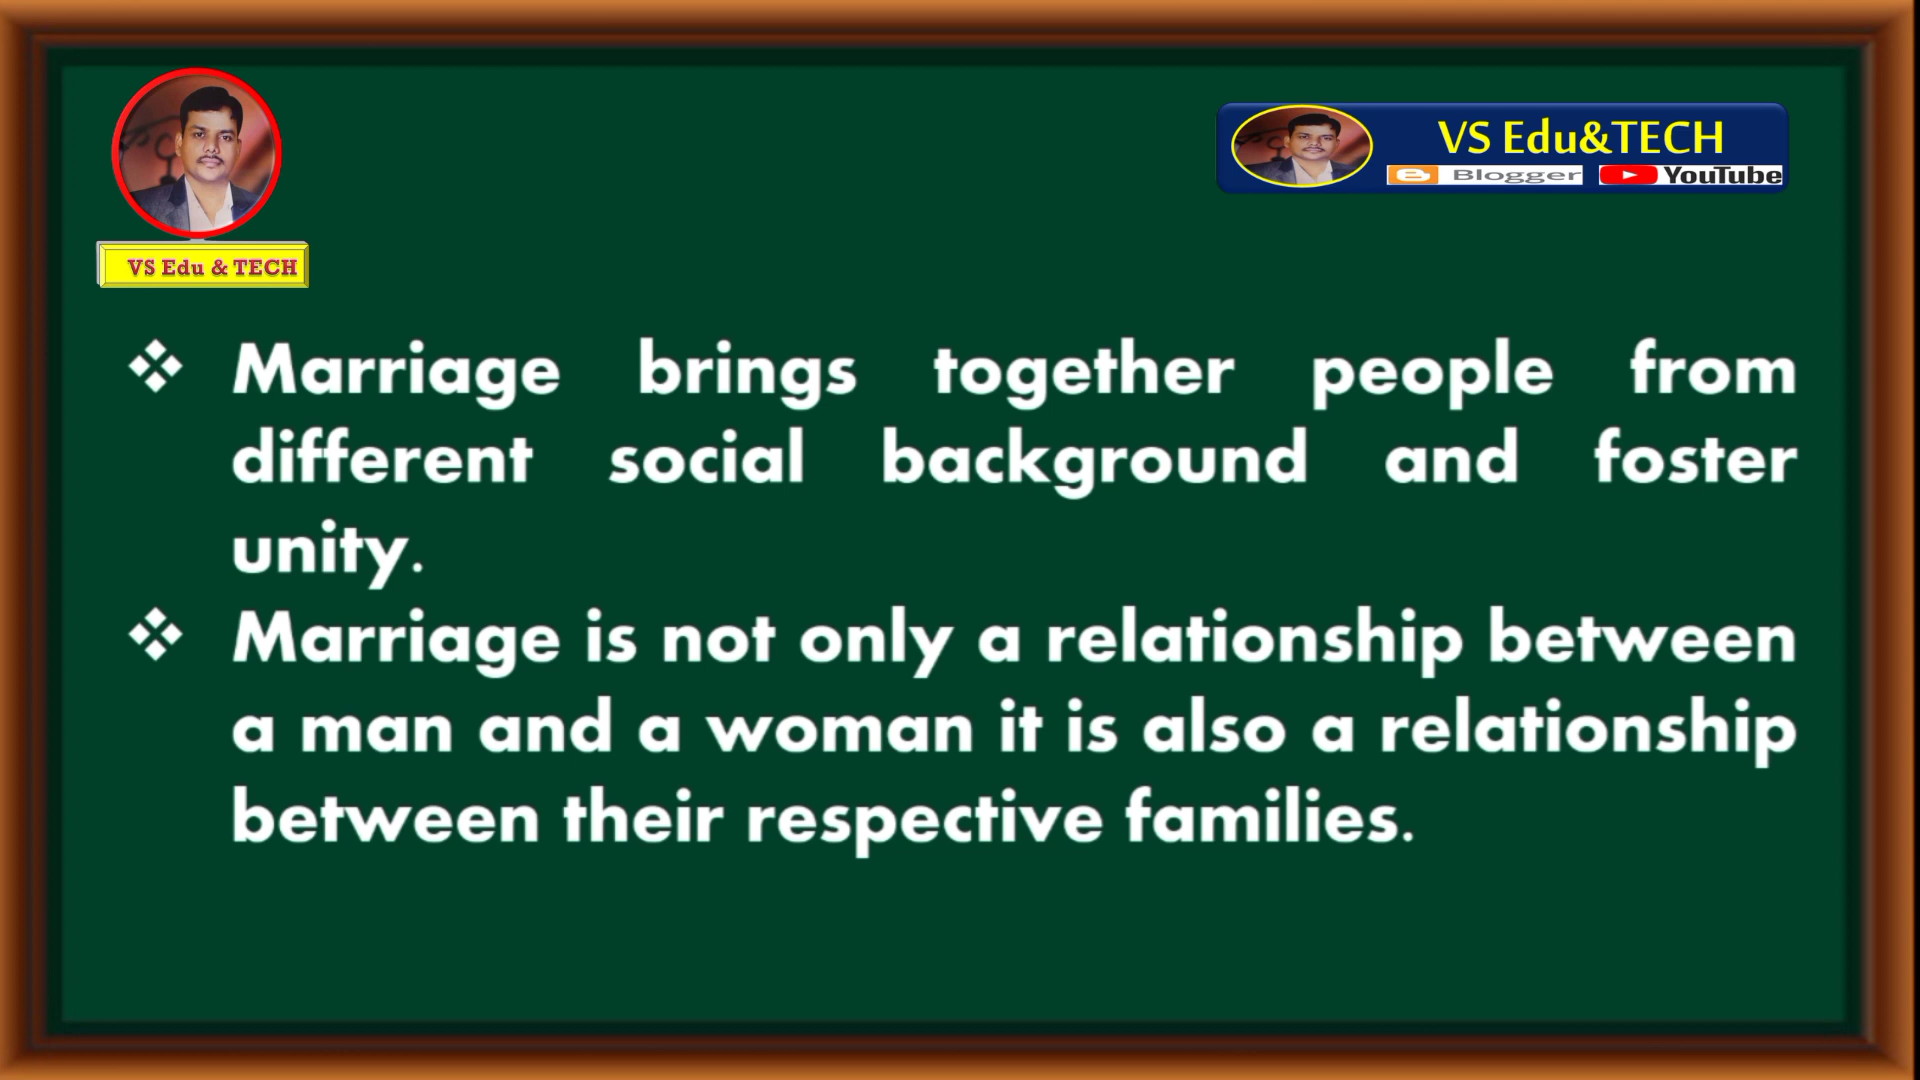 VS Edu & TECH
VS Edu&TECH
Blogger YouTube
❖ Marriage brings together people from
different social background and foster
unity.
❖ Marriage is not only a relationship between
a man and a woman it is also a relationship
between their respective families.